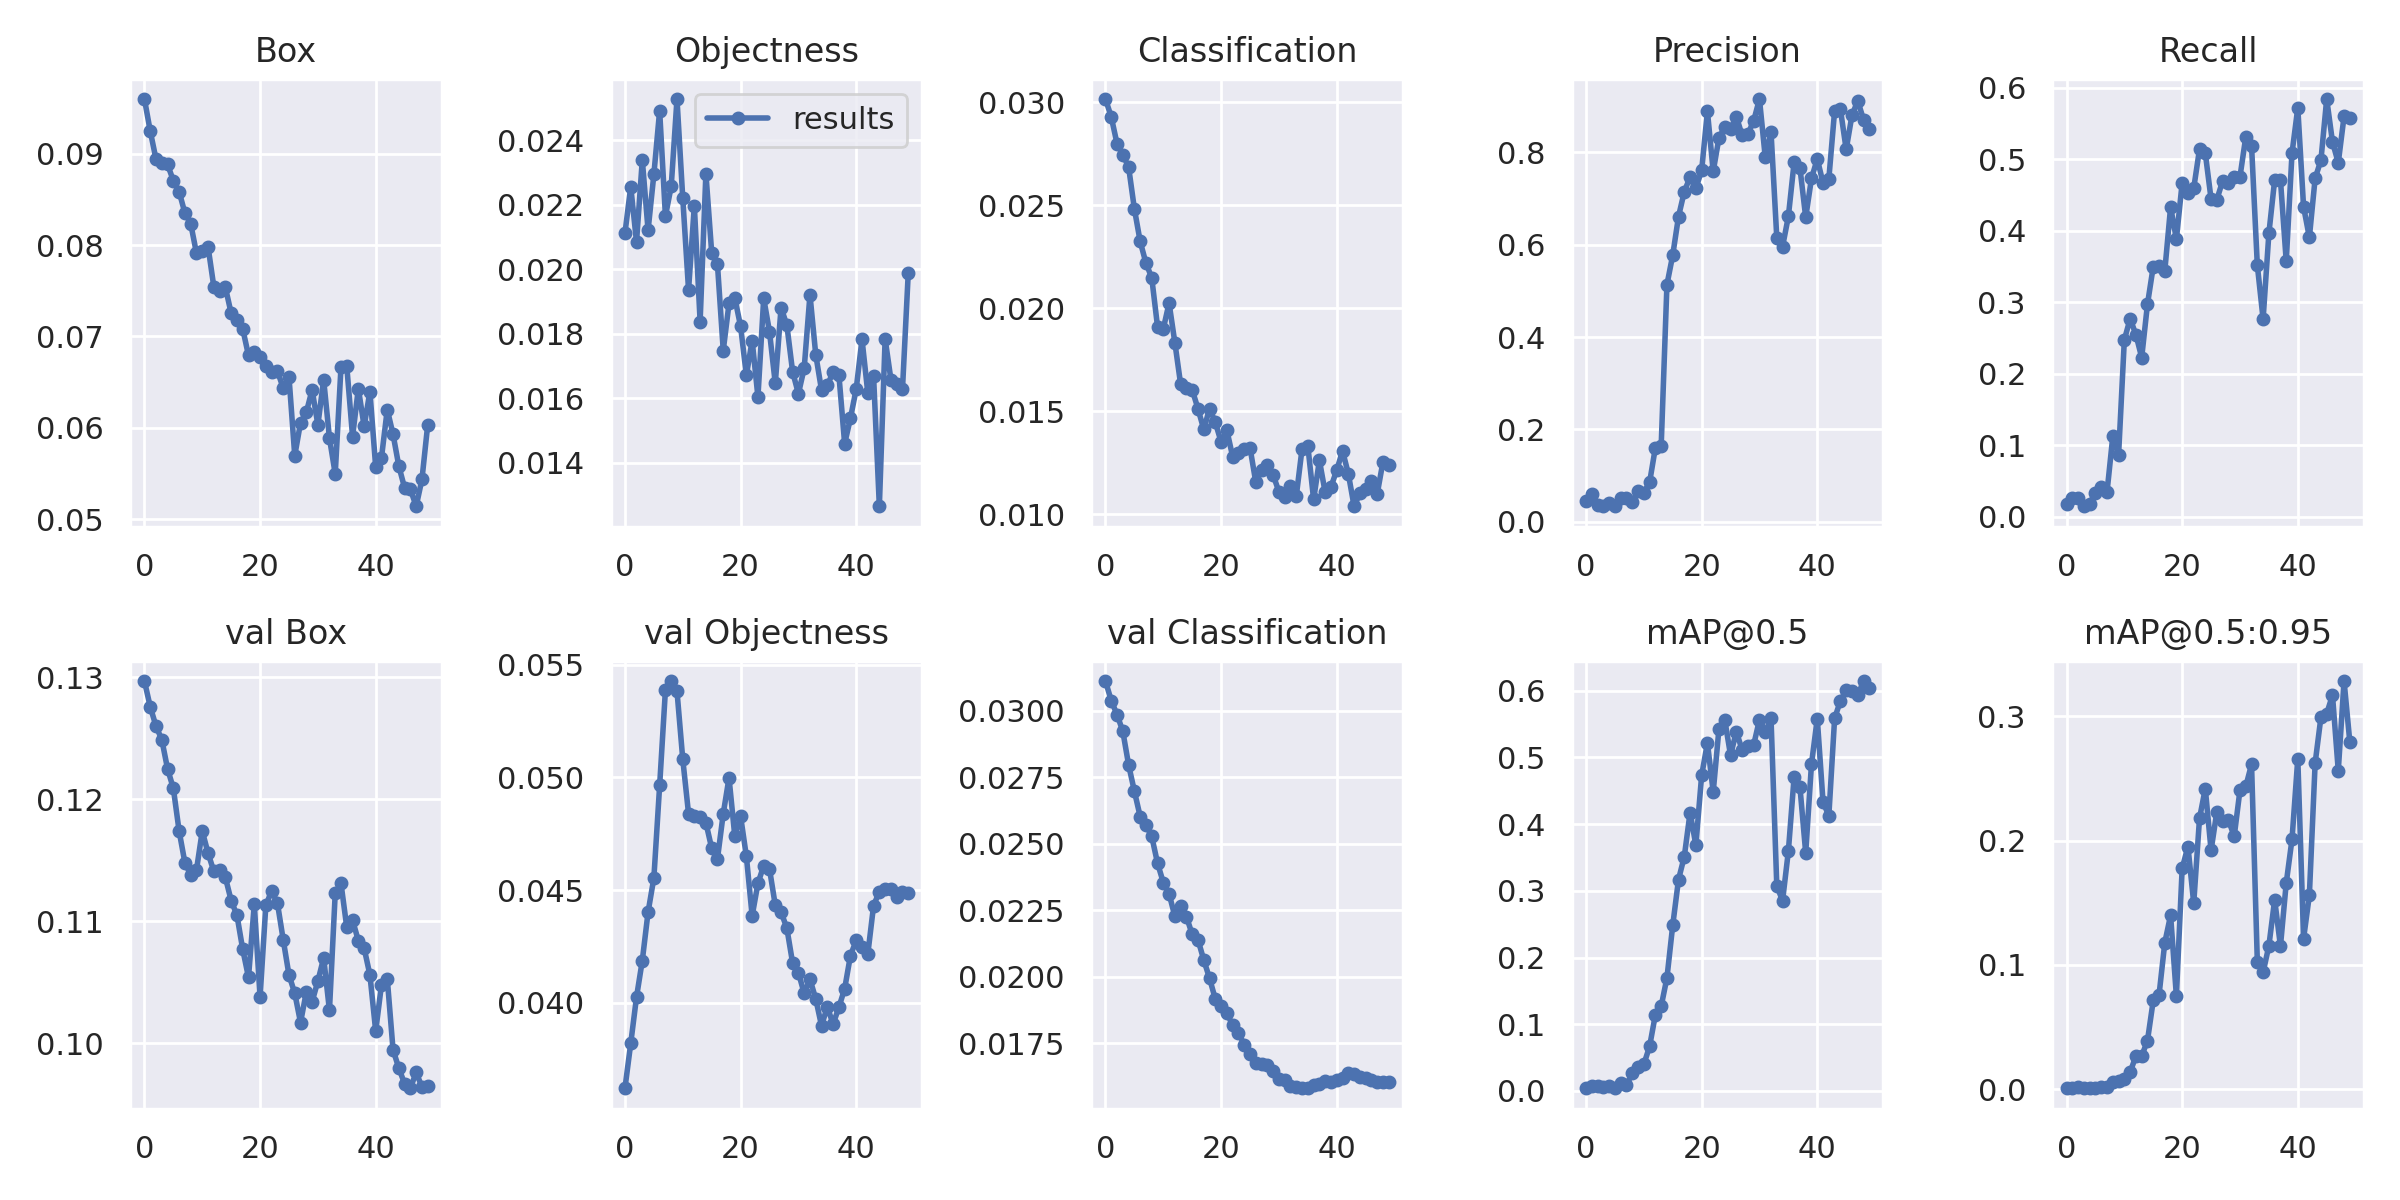 Box
Objectness
Classification
Precision
Recall
0.09
0.08
0.07
0.06
0.05
0 20 40
results
0.024
0.022
0.020
0.018
0.016
0.014
0 20 40
0.030
0.025
0.020
0.015
0.010
0 20 40
0.8
0.6
0.4
0.2
0.0
0 20 40
0.6
0.5
0.4
0.3
0.2
0.1
0.0
0 20 40
val Box
val Objectness
val Classification
mAP@0.5
mAP@0.5:0.95
0.13
0.12
0.11
0.10
0 20 40
0.055
0.050
0.045
0.040
0 20 40
0.0300
0.0275
0.0250
0.0225
0.0200
0.0175
0 20 40
0.6
0.5
0.4
0.3
0.2
0.1
0.0
0 20 40
0.3
0.2
0.1
0.0
0 20 40